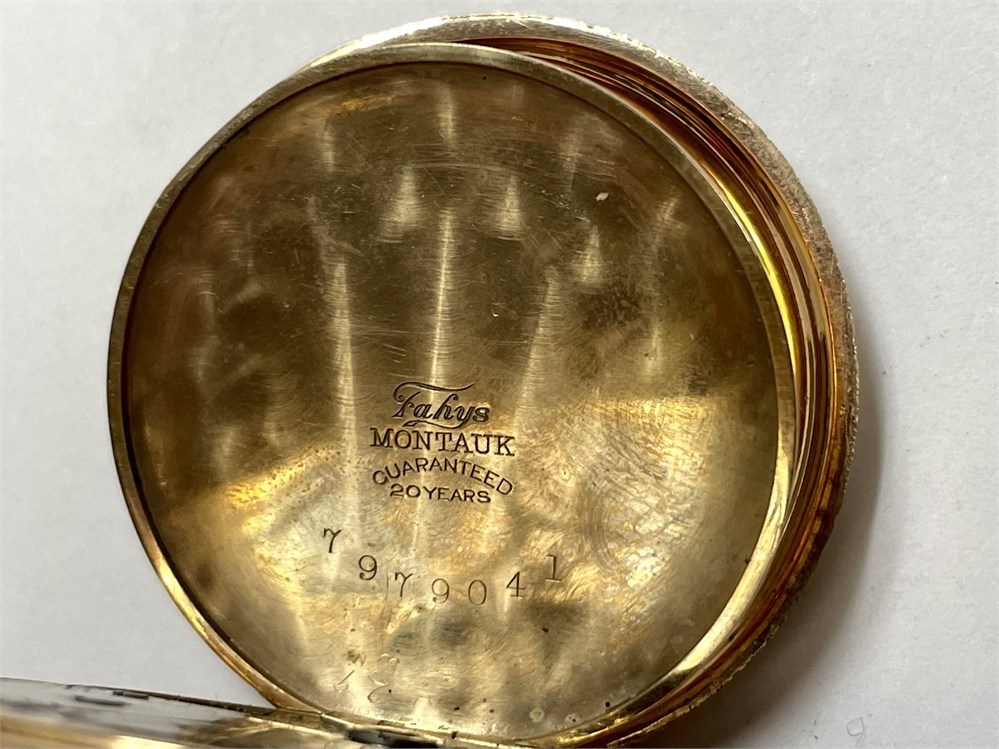 Fahys
MONTAUK
GUARANTEED
20 YEARS
7979041